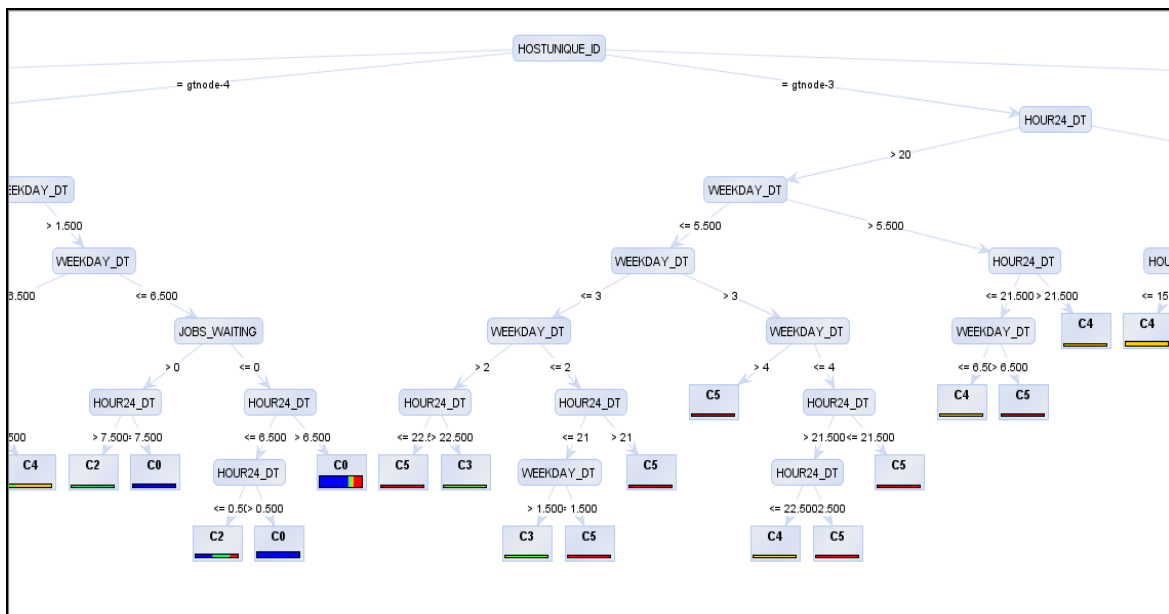 HOSTUNIQUE_ID
= gtnode-4
= gtnode-3
HOUR24_DT
> 20
EEKDAY_DT
WEEKDAY_DT
> 1.500
<= 5.500
> 5.500
WEEKDAY_DT
WEEKDAY_DT
HOUR24_DT
HOU
.500
<= 6.500
<= 3
> 3
<= 21.500
> 21.500
<= 15
JOBS_WAITING
WEEKDAY_DT
WEEKDAY_DT
WEEKDAY_DT
C4
C4
> 0
<= 0
> 2
<= 2
> 4
<= 4
<= 6.50
> 6.500
HOUR24_DT
HOUR24_DT
HOUR24_DT
HOUR24_DT
C5
HOUR24_DT
C4
C5
500
> 7.500
= 7.500
<= 6.500
> 6.500
<= 22.5
> 22.500
<= 21
> 21
> 21.500
<= 21.500
C4
C2
C0
HOUR24_DT
C0
C5
C3
WEEKDAY_DT
C5
HOUR24_DT
C5
<= 0.50
> 0.500
> 1.500
= 1.500
<= 22.500
2.500
C2
C0
C3
C5
C4
C5